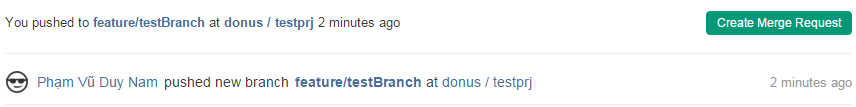 You pushed to feature/testBranch at donus / testprj 2 minutes ago
Create Merge Request
Phạm Vũ Duy Nam pushed new branch feature/testBranch at donus / testprj
2 minutes ago